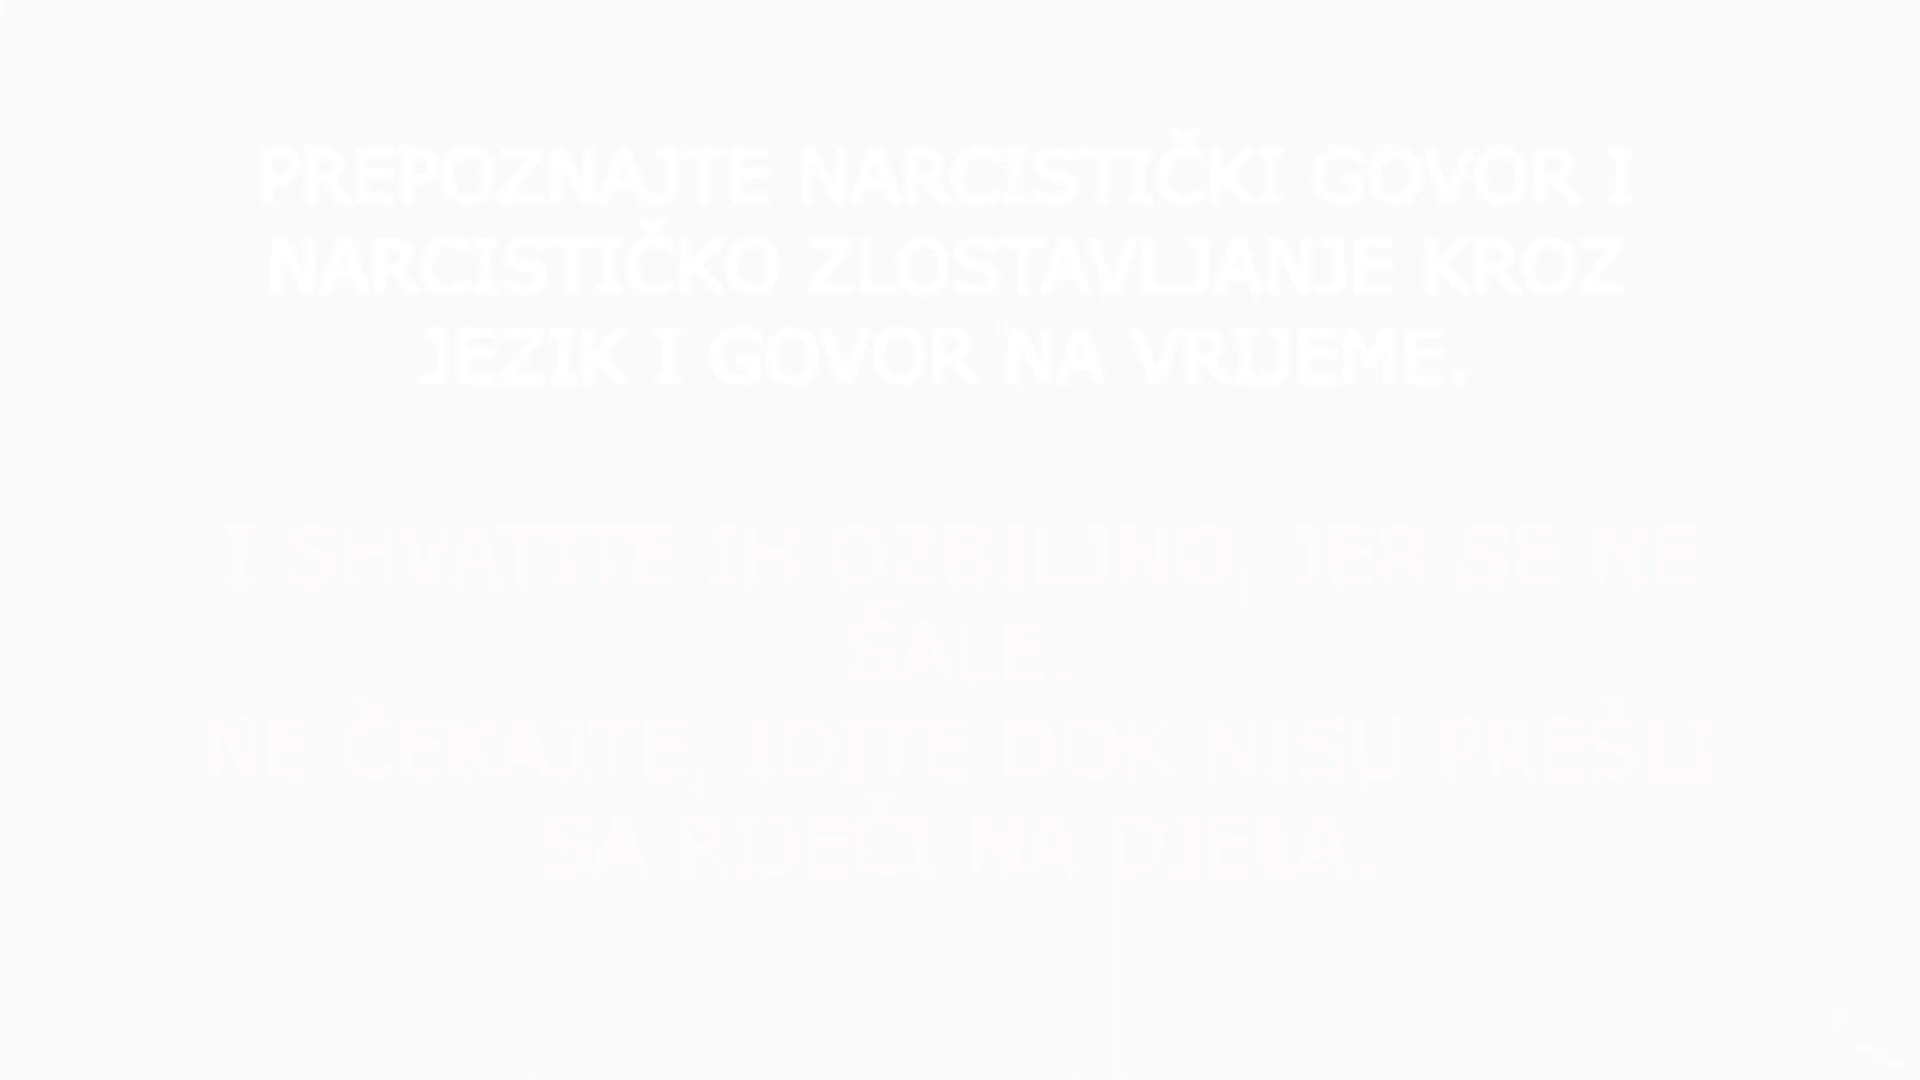 PREPOZNAJTE NARCISTIČKI GOVOR I
NARCISTIČKO ZLOSTAVLJANJE KROZ
JEZIK I GOVOR NA VRIJEME.
I SHVATITE IH OZBILJNO, JER SE NE
ŠALE.
NE ČEKAJTE, IDITE DOK NISU PREŠLI
SA RIJEČI NA DJELA.